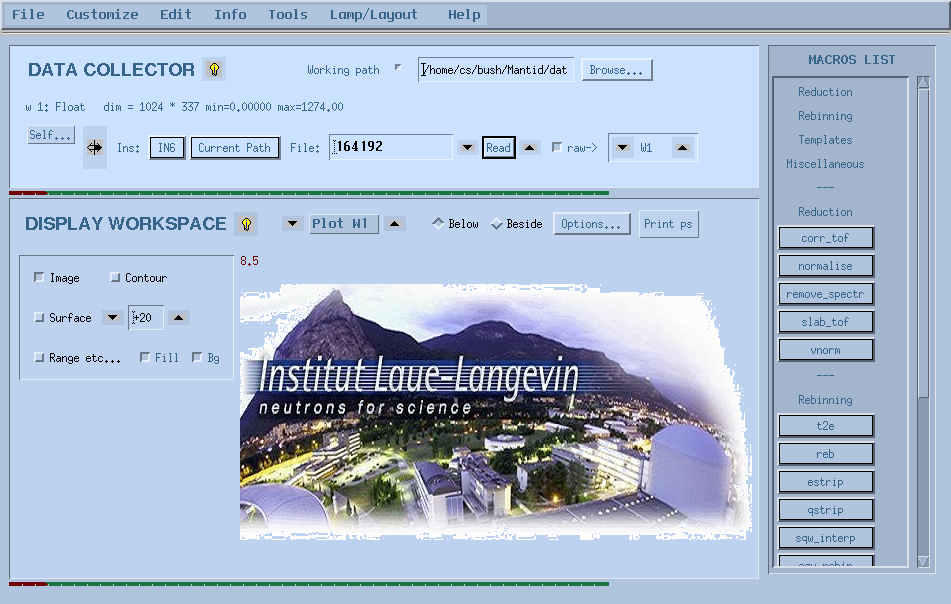 File Customize Edit Info Tools Lamp/Layout Help
DATA COLLECTOR Working path /home/cs/bush/Mantid/dat Browse...
w 1: Float dim = 1024 * 337 min=0.00000 max=1274.00
Self... Ins: IN6 Current Path File: 164192 Read raw-> W1
DISPLAY WORKSPACE Plot W1 Below Beside Options... Print ps
8.5
Image Contour
Surface +20
Range etc... Fill Bg
Institut Laue-Langevin
neutrons for science
MACROS LIST
Reduction
Rebinning
Templates
Miscellaneous
---
Reduction
corr_tof
normalise
remove_spectr
slab_tof
vnorm
---
Rebinning
t2e
reb
estrip
qstrip
sqw_interp